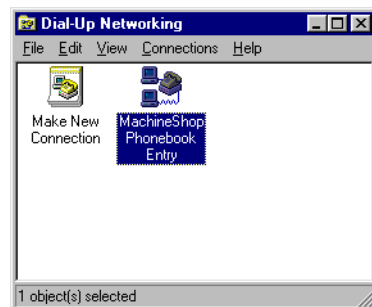 Dial-Up Networking
File Edit View Connections Help
Make New
Connection
MachineShop
Phonebook
Entry
1 object(s) selected